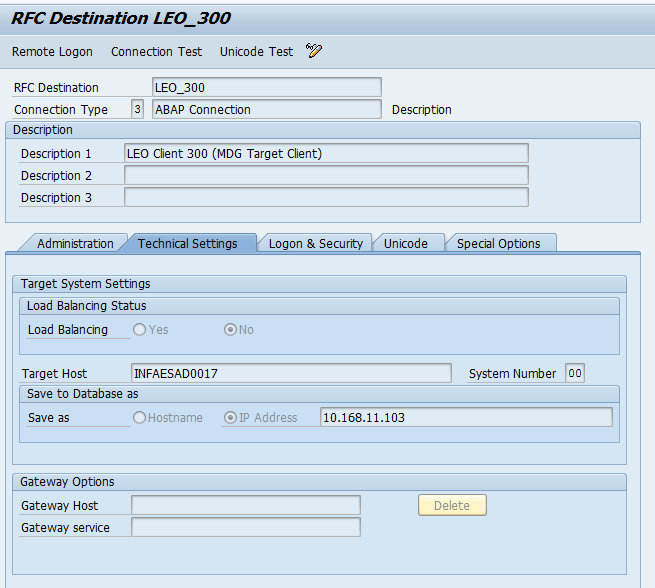 RFC Destination LEO_300
Remote Logon Connection Test Unicode Test
RFC Destination LEO_300
Connection Type 3 ABAP Connection Description
Description
Description 1 LEO Client 300 (MDG Target Client)
Description 2
Description 3
Administration Technical Settings Logon & Security Unicode Special Options
Target System Settings
Load Balancing Status
Load Balancing Yes No
Target Host INFAESAD0017 System Number 00
Save to Database as
Save as Hostname IP Address 10.168.11.103
Gateway Options
Gateway Host Delete
Gateway service